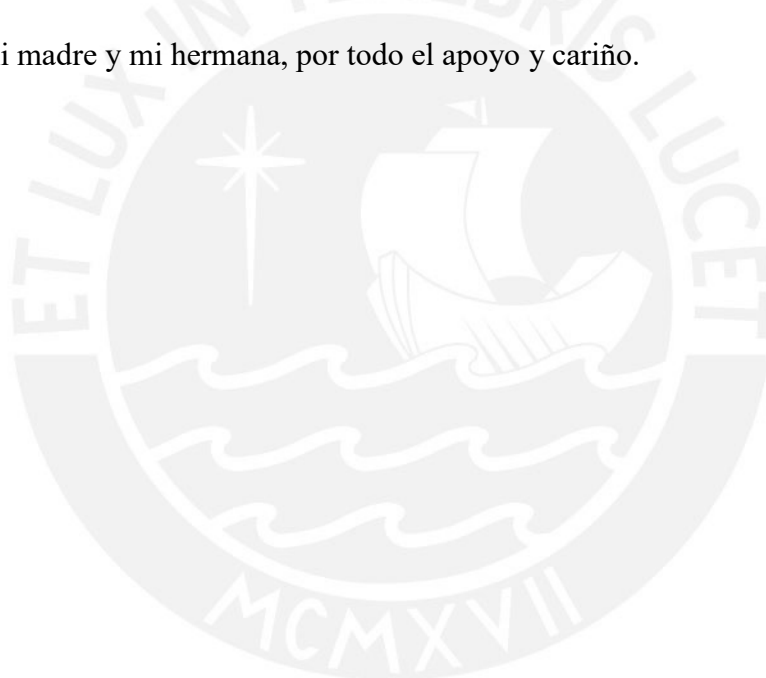 i madre y mi hermana, por todo el apoyo y cariño.
ET LUX IN TENEBRIS LUCET
MCMXVII